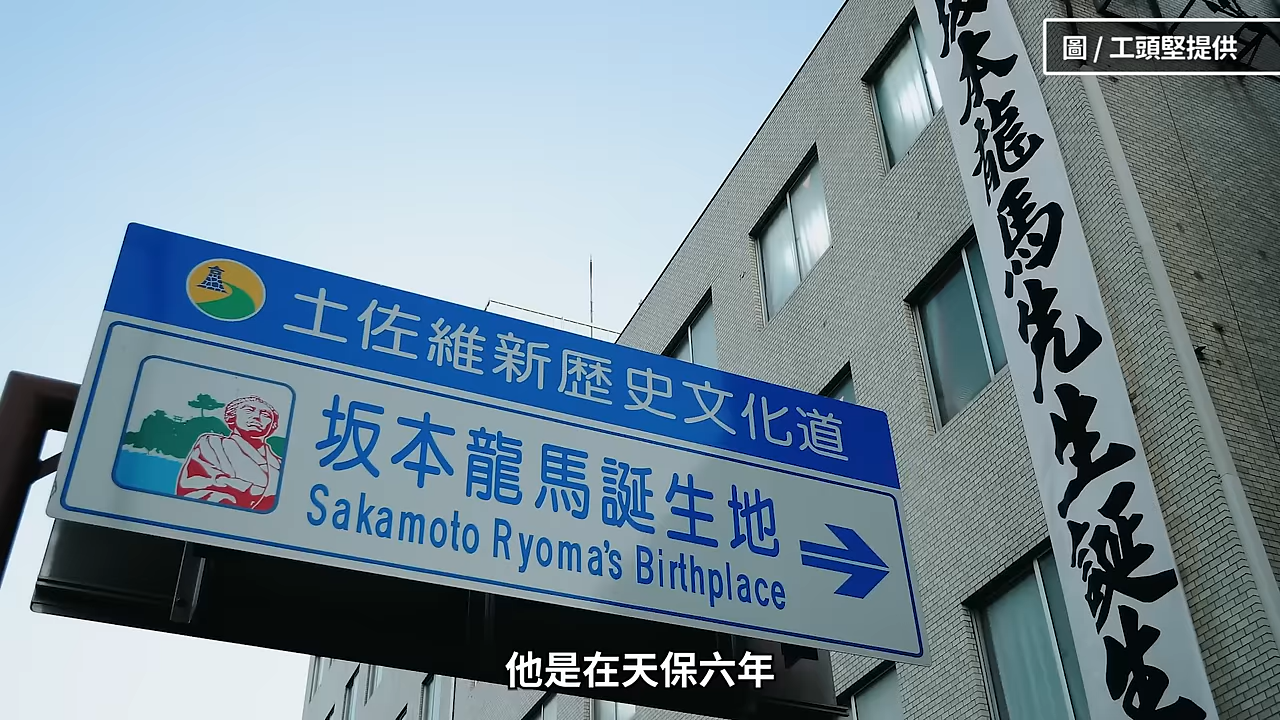 圖 / 工頭堅提供
土佐維新歴史文化道
坂本龍馬誕生地
Sakamoto Ryoma's Birthplace
坂本龍馬先生誕生
他是在天保六年